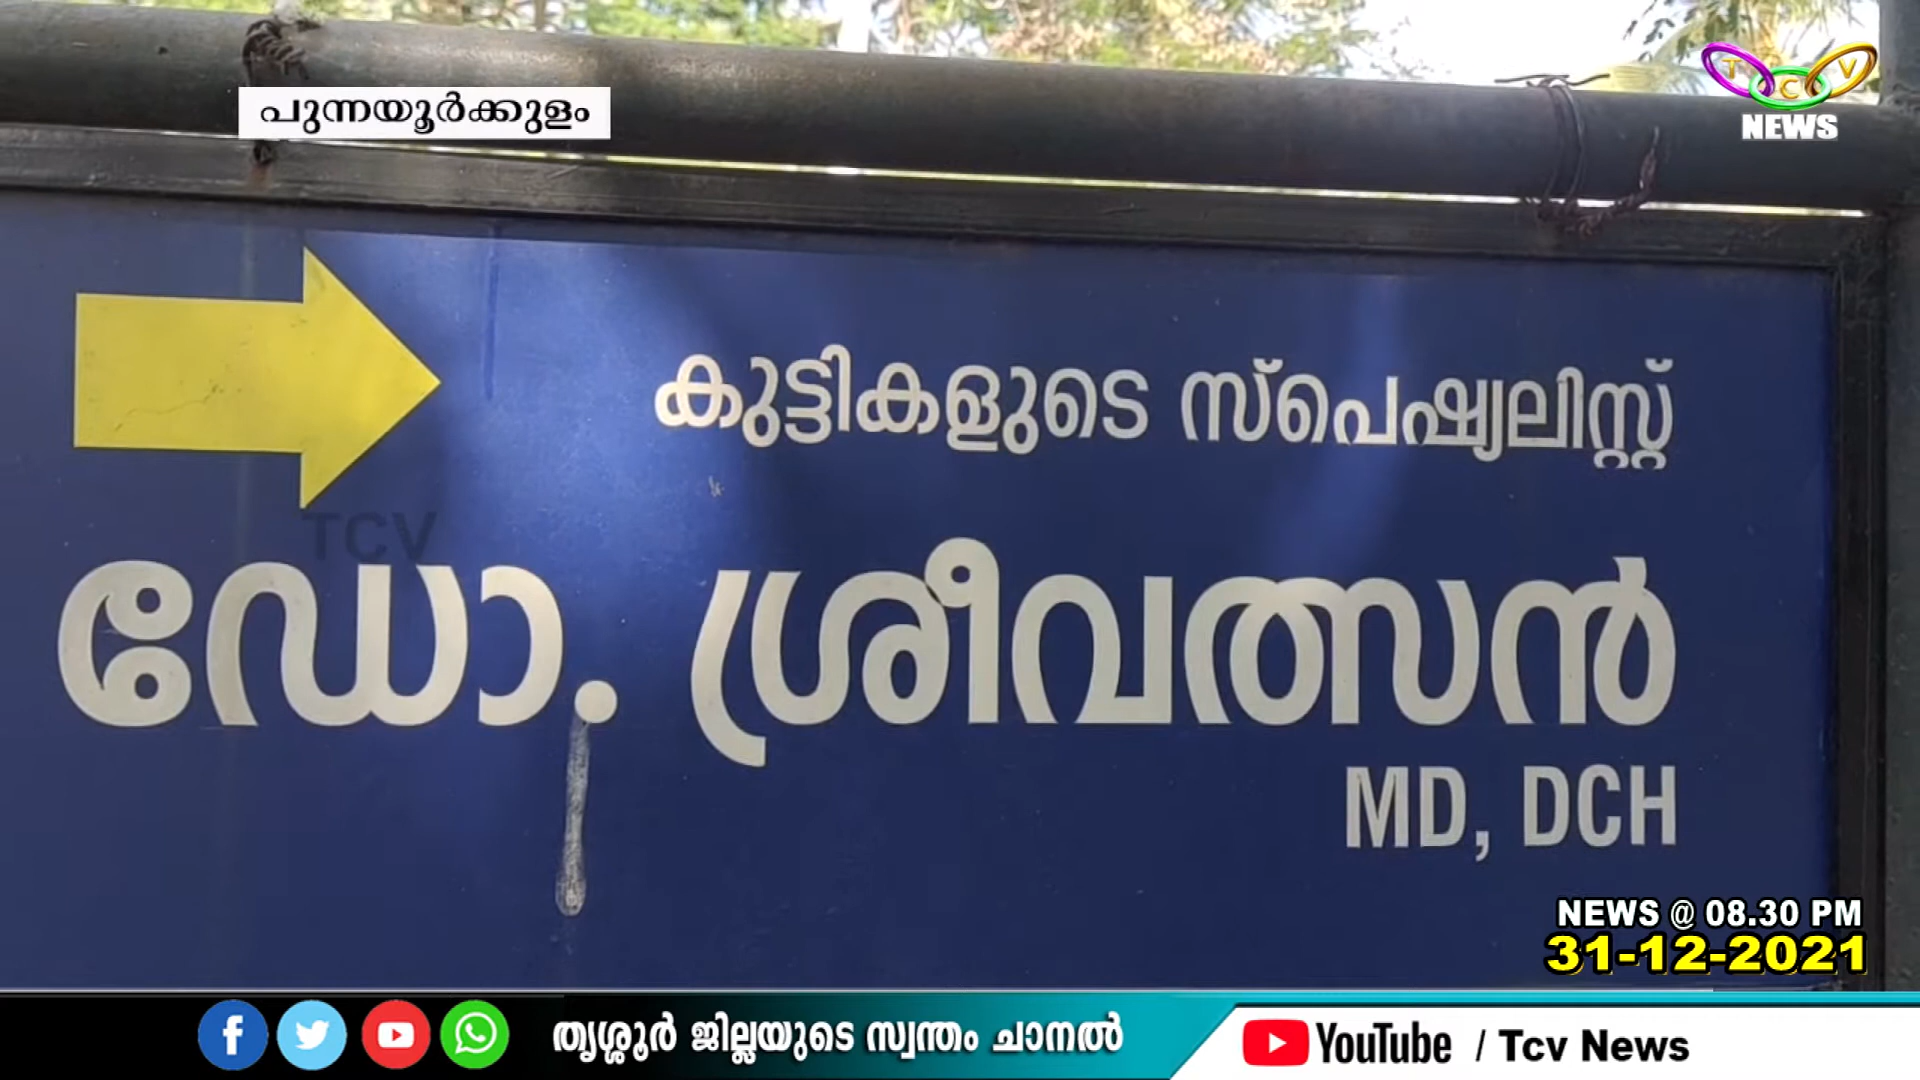 പുന്നയൂർക്കുളം
T C V
NEWS
കുട്ടികളുടെ സ്പെഷ്യലിസ്റ്റ്
TCV
ഡോ. ശ്രീവത്സൻ
MD, DCH
NEWS @ 08.30 PM
31-12-2021
തൃശ്ശൂർ ജില്ലയുടെ സ്വന്തം ചാനൽ
YouTube / Tcv News